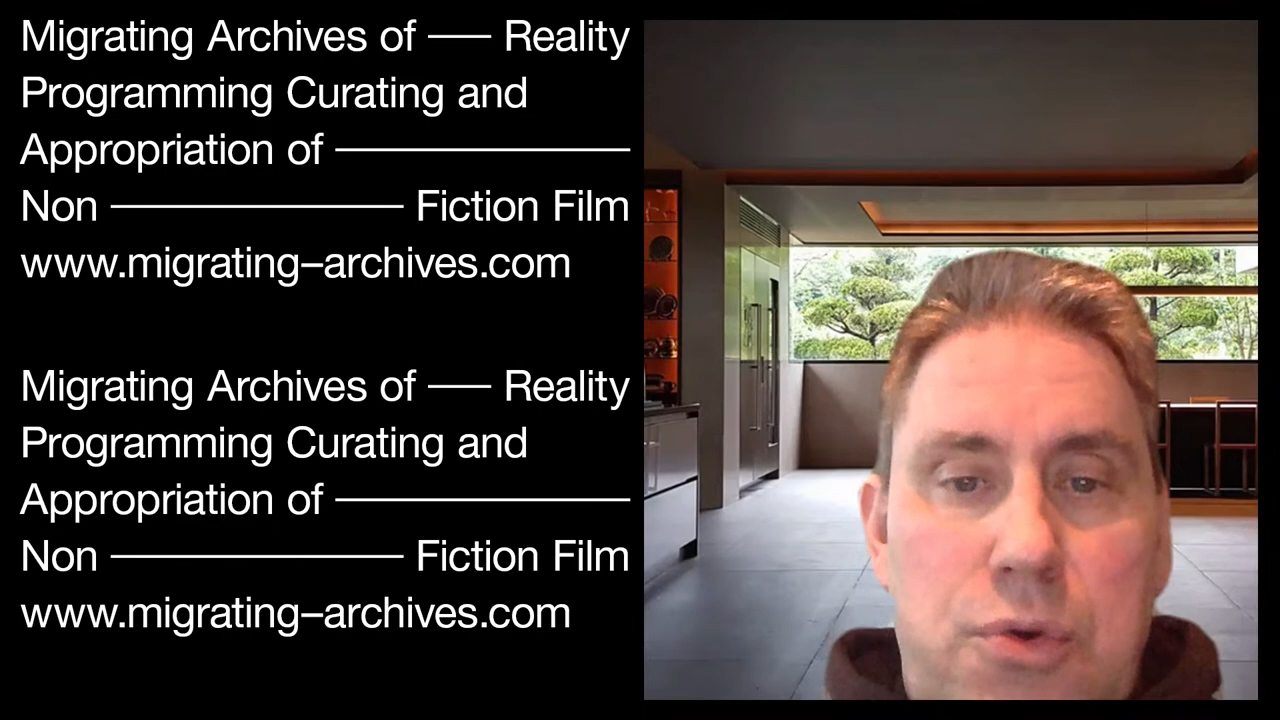 Migrating Archives of —— Reality
Programming Curating and
Appropriation of ——————
Non —————— Fiction Film
www.migrating–archives.com
Migrating Archives of —— Reality
Programming Curating and
Appropriation of ——————
Non —————— Fiction Film
www.migrating–archives.com